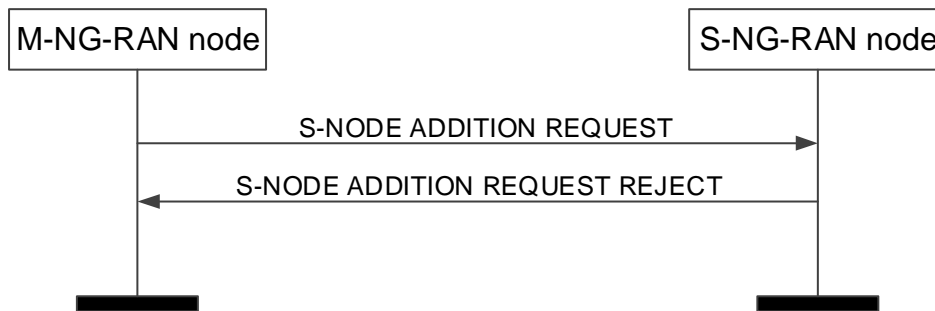 M-NG-RAN node
S-NG-RAN node
S-NODE ADDITION REQUEST
S-NODE ADDITION REQUEST REJECT